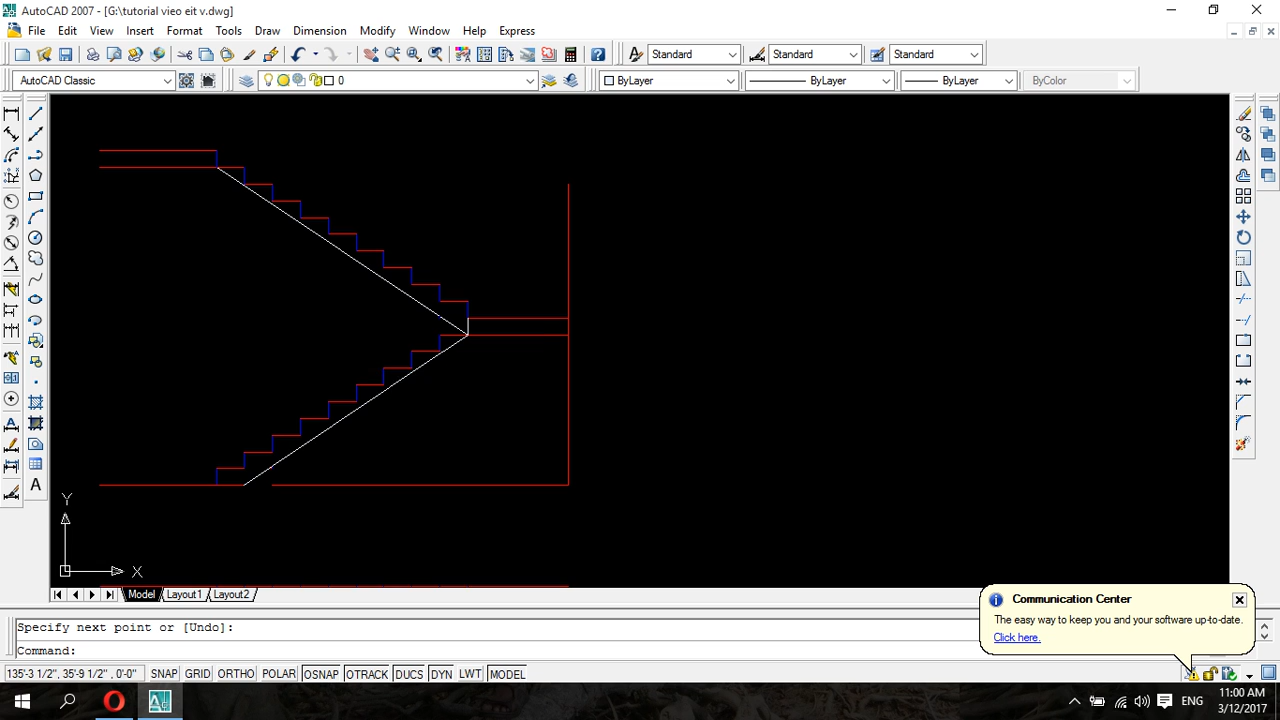 AutoCAD 2007 - [G:\tutorial vieo eit v.dwg]
File Edit View Insert Format Tools Draw Dimension Modify Window Help Express
Standard Standard Standard
AutoCAD Classic 0 ByLayer ByLayer ByLayer ByColor
A
A
Y
X
Model Layout1 Layout2
Communication Center
The easy way to keep you and your software up-to-date.
Click here.
Specify next point or [Undo]:
Command:
135'-3 1/2", 35'-9 1/2", 0'-0" SNAP GRID ORTHO POLAR OSNAP OTRACK DUCS DYN LWT MODEL
ENG
11:00 AM
3/12/2017